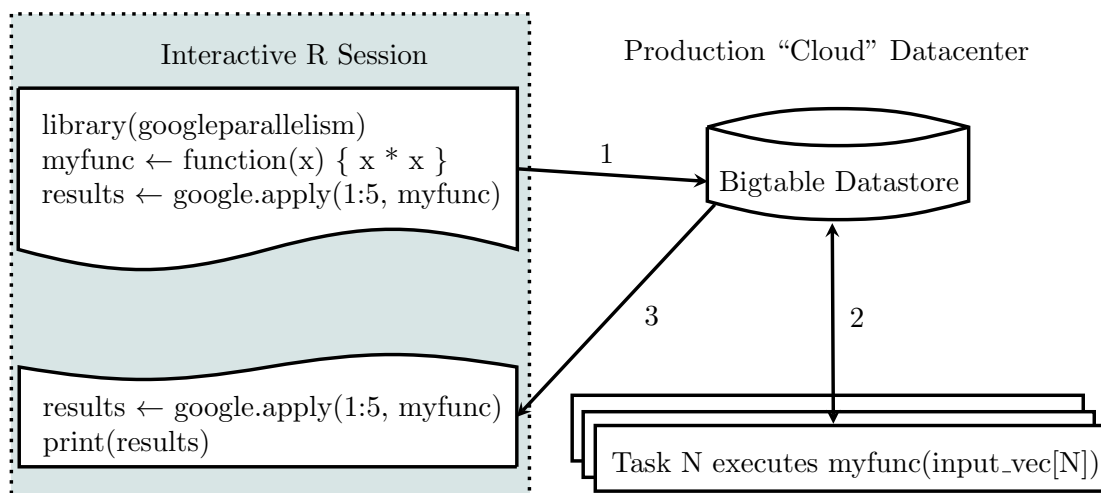 Interactive R Session
library(googleparallelism)
myfunc ← function(x) { x * x }
results ← google.apply(1:5, myfunc)
results ← google.apply(1:5, myfunc)
print(results)
Production “Cloud” Datacenter
1
Bigtable Datastore
3
2
Task N executes myfunc(input_vec[N])